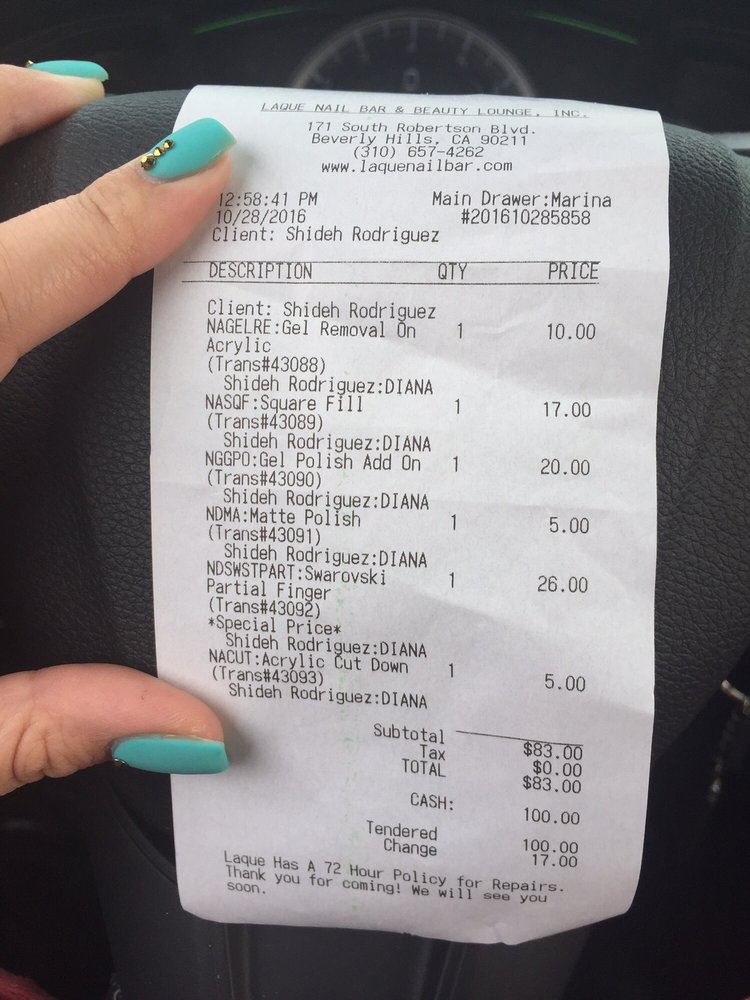 LAQUE NAIL BAR & BEAUTY LOUNGE, INC.
171 South Robertson Blvd.
Beverly Hills, CA 90211
(310) 657-4262
www.laquenailbar.com
12:58:41 PM Main Drawer:Marina
10/28/2016 #201610285858
Client: Shideh Rodriguez
DESCRIPTION QTY PRICE
Client: Shideh Rodriguez
NAGELRE:Gel Removal On 1 10.00
Acrylic
(Trans#43088)
Shideh Rodriguez:DIANA
NASQF:Square Fill 1 17.00
(Trans#43089)
Shideh Rodriguez:DIANA
NGGPO:Gel Polish Add On 1 20.00
(Trans#43090)
Shideh Rodriguez:DIANA
NDMA:Matte Polish 1 5.00
(Trans#43091)
Shideh Rodriguez:DIANA
NDSWSTPART:Swarovski 1 26.00
Partial Finger
(Trans#43092)
*Special Price*
Shideh Rodriguez:DIANA
NACUT:Acrylic Cut Down 1 5.00
(Trans#43093)
Shideh Rodriguez:DIANA
Subtotal $83.00
Tax $0.00
TOTAL $83.00
CASH: 100.00
Tendered 100.00
Change 17.00
Laque Has A 72 Hour Policy for Repairs.
Thank you for coming! We will see you
soon.